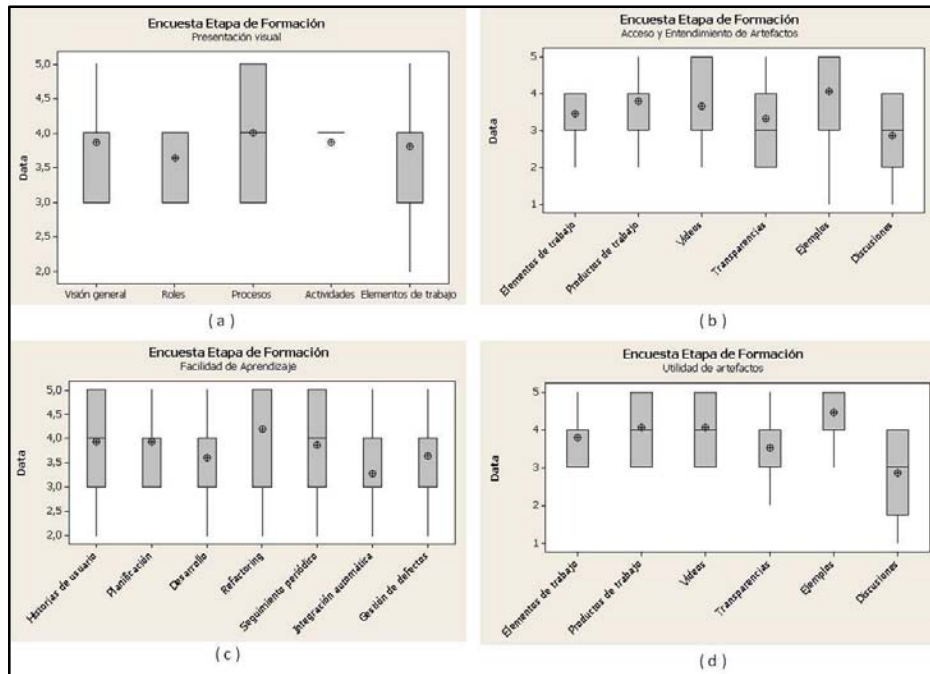 Encuesta Etapa de Formación
Presentación visual
Data
5,0
4,5
4,0
3,5
3,0
2,5
2,0
Visión general Roles Procesos Actividades Elementos de trabajo
( a )
Encuesta Etapa de Formación
Acceso y Entendimiento de Artefactos
Data
5
4
3
2
1
Elementos de trabajo
Productos de trabajo
Vídeos
Transparencias
Ejemplos
Discusiones
( b )
Encuesta Etapa de Formación
Facilidad de Aprendizaje
Data
5,0
4,5
4,0
3,5
3,0
2,5
2,0
Historias de usuario
Planificación
Desarrollo
Refactoring
Seguimiento periódico
Integración automática
Gestión de defectos
( c )
Encuesta Etapa de Formación
Utilidad de artefactos
Data
5
4
3
2
1
Elementos de trabajo
Productos de trabajo
Vídeos
Transparencias
Ejemplos
Discusiones
( d )